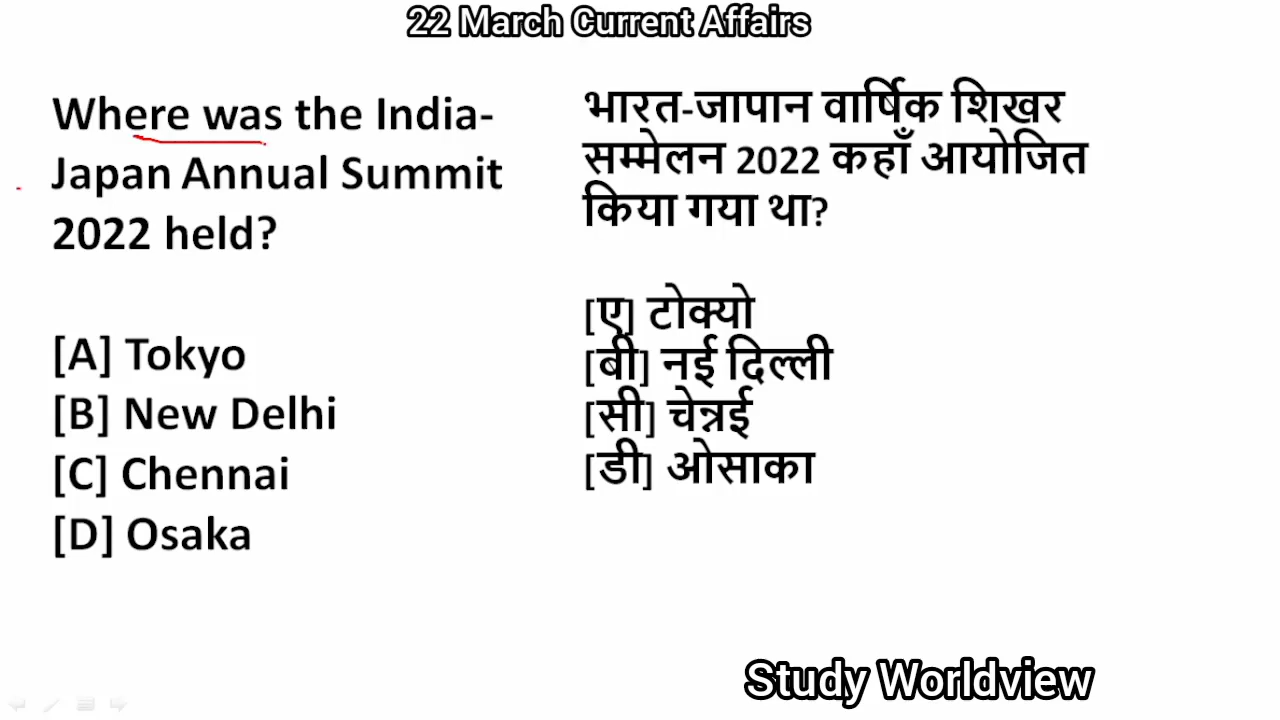 22 March Current Affairs
Where was the India-
Japan Annual Summit
2022 held?
[A] Tokyo
[B] New Delhi
[C] Chennai
[D] Osaka
भारत-जापान वार्षिक शिखर
सम्मेलन 2022 कहाँ आयोजित
किया गया था?
[ए] टोक्यो
[बी] नई दिल्ली
[सी] चेन्नई
[डी] ओसाका
Study Worldview